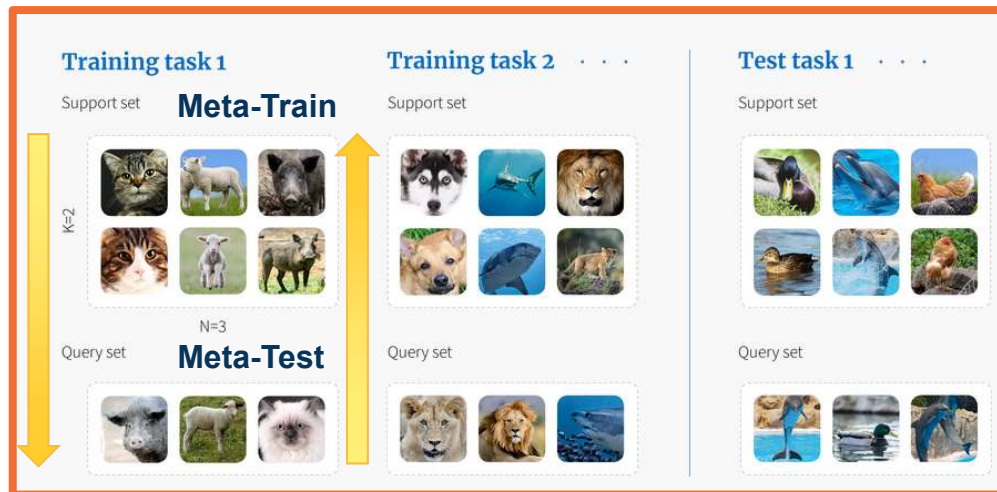 Training task 1
Training task 2 . . .
Test task 1 . . .
Support set
Meta-Train
Support set
Support set
K=2
N=3
Query set
Meta-Test
Query set
Query set